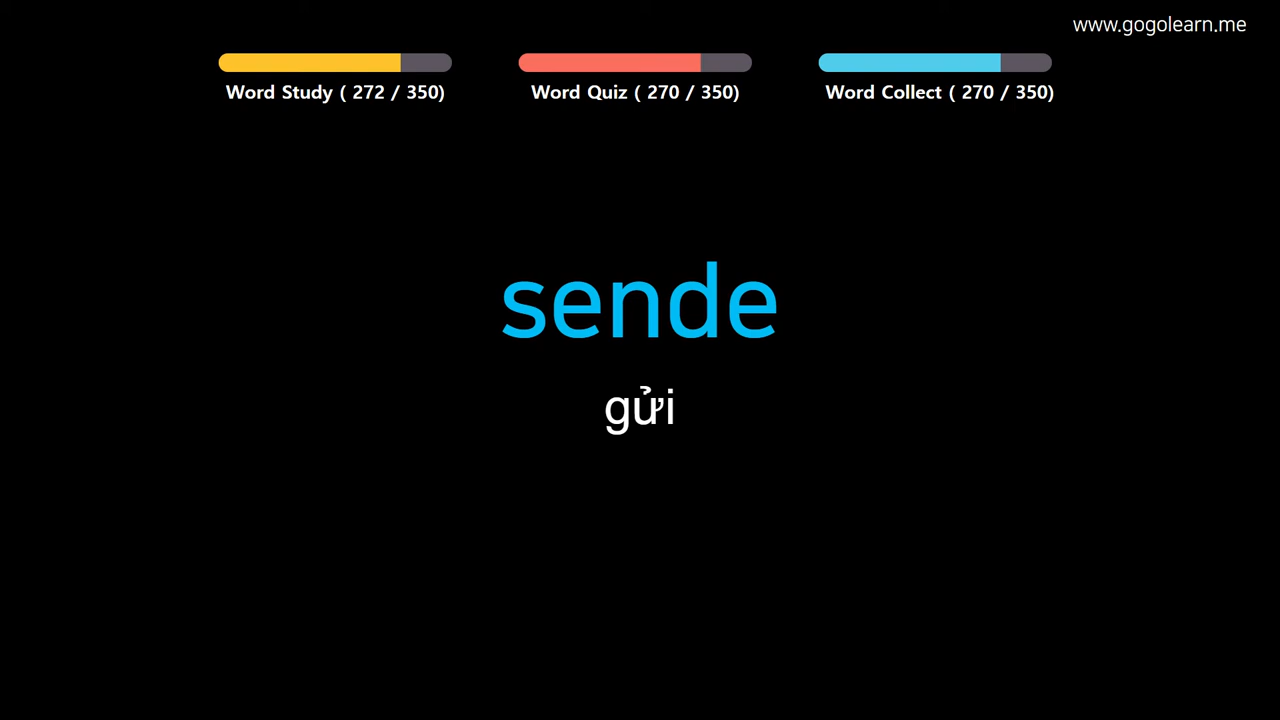 www.gogolearn.me
Word Study ( 272 / 350)
Word Quiz ( 270 / 350)
Word Collect ( 270 / 350)
sende
gửi